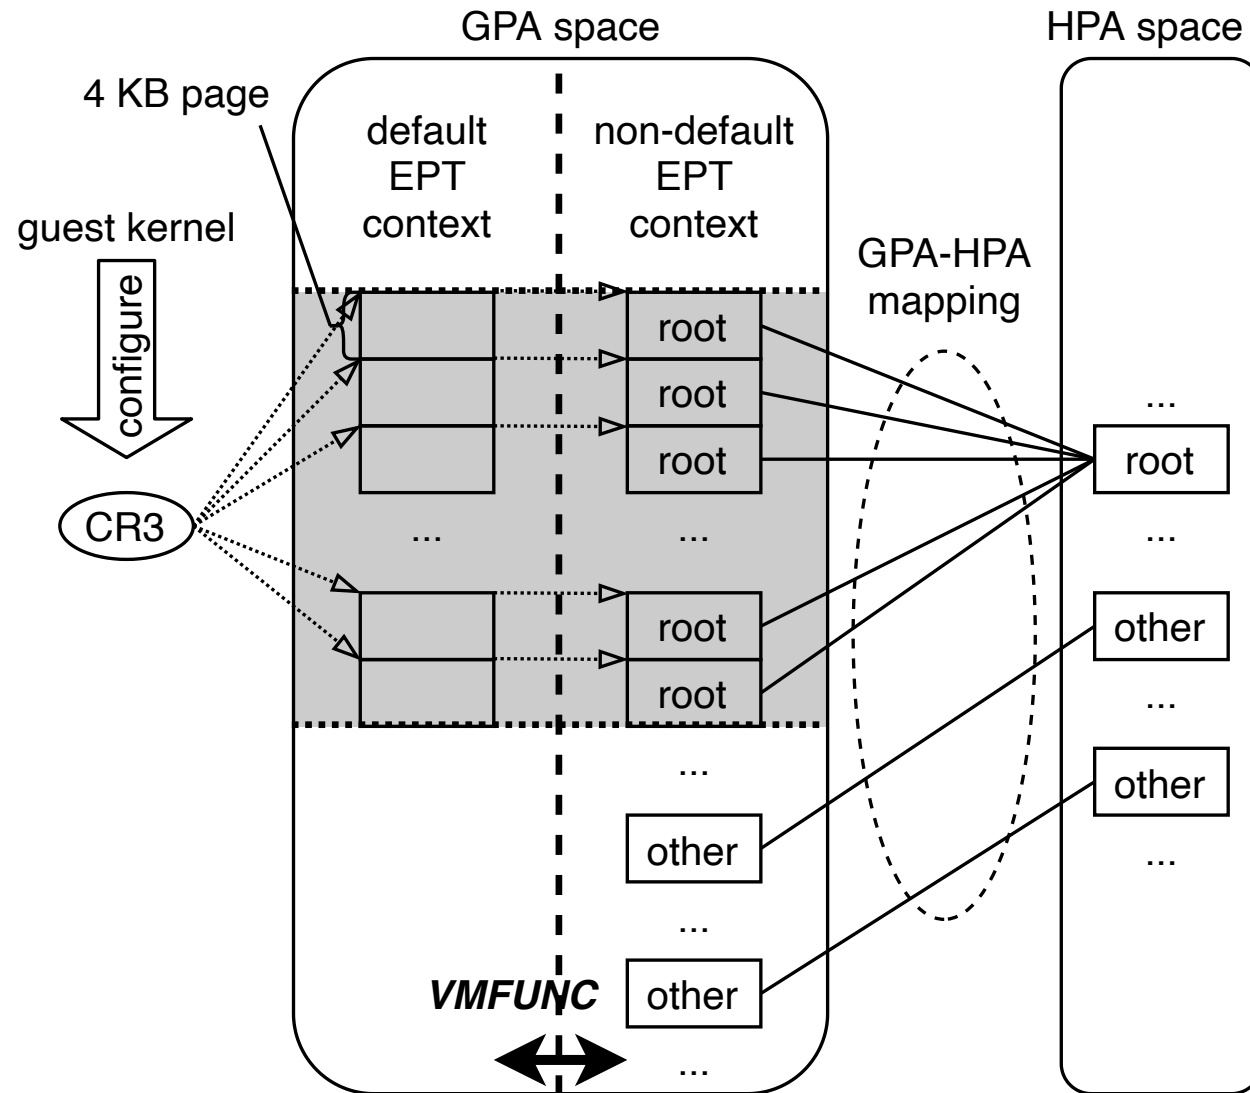 GPA space
HPA space
4 KB page
default
EPT
context
non-default
EPT
context
guest kernel
configure
GPA-HPA
mapping
root
root
root
...
root
...
...
CR3
...
root
root
other
...
...
other
other
...
...
VMFUNC
other
...